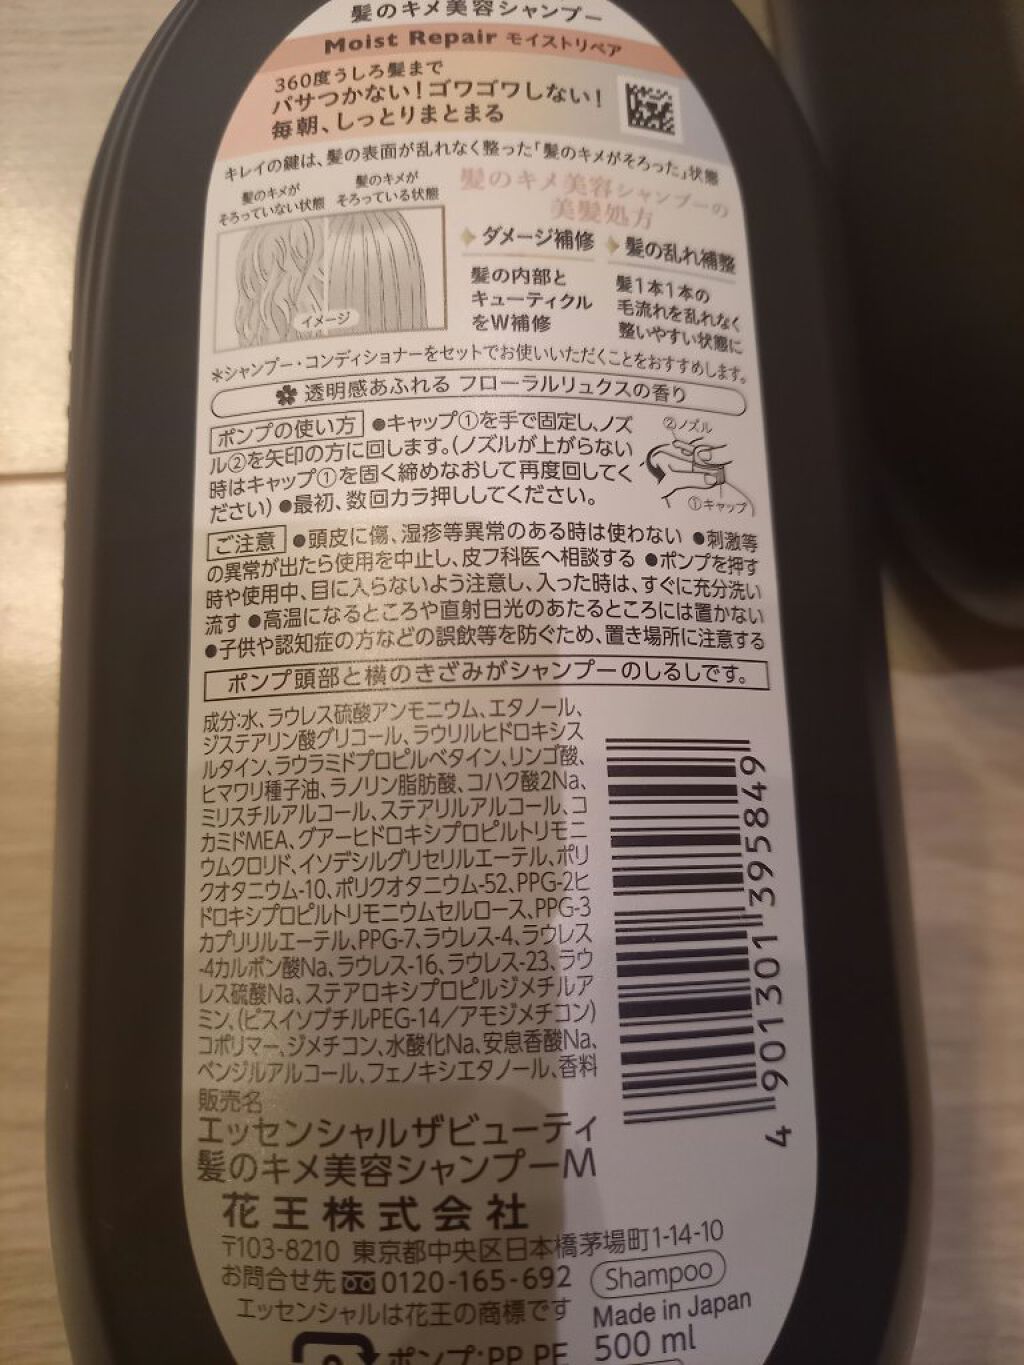 髪のキメ美容シャンプー
Moist Repair モイストリペア
360度うしろ髪まで
パサつかない!ゴワゴワしない!
毎朝、しっとりまとまる
キレイの鍵は、髪の表面が乱れなく整った「髪のキメがそろった」状態
髪のキメが
そろっていない状態
髪のキメが
そろっている状態
イメージ
髪のキメ美容シャンプーの
美髪処方
ダメージ補修
髪の内部と
キューティクル
をW補修
髪の乱れ補整
髪1本1本の
毛流れを乱れなく
整いやすい状態に
*シャンプー・コンディショナーをセットでお使いいただくことをおすすめします。
透明感あふれる フローラルリュクスの香り
ポンプの使い方 ●キャップ①を手で固定し、ノズ
ル②を矢印の方に回します。(ノズルが上がらない
時はキャップ①を固く締めなおして再度回してく
ださい) ●最初、数回カラ押ししてください。
②ノズル
①キャップ
ご注意 ●頭皮に傷、湿疹等異常のある時は使わない ●刺激等
の異常が出たら使用を中止し、皮フ科医へ相談する ●ポンプを押す
時や使用中、目に入らないよう注意し、入った時は、すぐに充分洗い
流す ●高温になるところや直射日光のあたるところには置かない
●子供や認知症の方などの誤飲等を防ぐため、置き場所に注意する
ポンプ頭部と横のきざみがシャンプーのしるしです。
成分:水、ラウレス硫酸アンモニウム、エタノール、
ジステアリン酸グリコール、ラウリルヒドロキシス
ルタイン、ラウラミドプロピルベタイン、リンゴ酸、
ヒマワリ種子油、ラノリン脂肪酸、コハク酸2Na、
ミリスチルアルコール、ステアリルアルコール、コ
カミドMEA、グアーヒドロキシプロピルトリモニ
ウムクロリド、イソデシルグリセリルエーテル、ポリ
クオタニウム-10、ポリクオタニウム-52、PPG-2ヒ
ドロキシプロピルトリモニウムセルロース、PPG-3
カプリリルエーテル、PPG-7、ラウレス-4、ラウレス
-4カルボン酸Na、ラウレス-16、ラウレス-23、ラウ
レス硫酸Na、ステアロキシプロピルジメチルア
ミン、(ビスイソブチルPEG-14/アモジメチコン)
コポリマー、ジメチコン、水酸化Na、安息香酸Na、
ベンジルアルコール、フェノキシエタノール、香料
4 901301 395849
販売名
エッセンシャルザビューティ
髪のキメ美容シャンプーM
花王株式会社
〒103-8210 東京都中央区日本橋茅場町1-14-10
お問合せ先 0120-165-692
エッセンシャルは花王の商標です
Shampoo
Made in Japan
500 ml
ポンプ:PP,PE